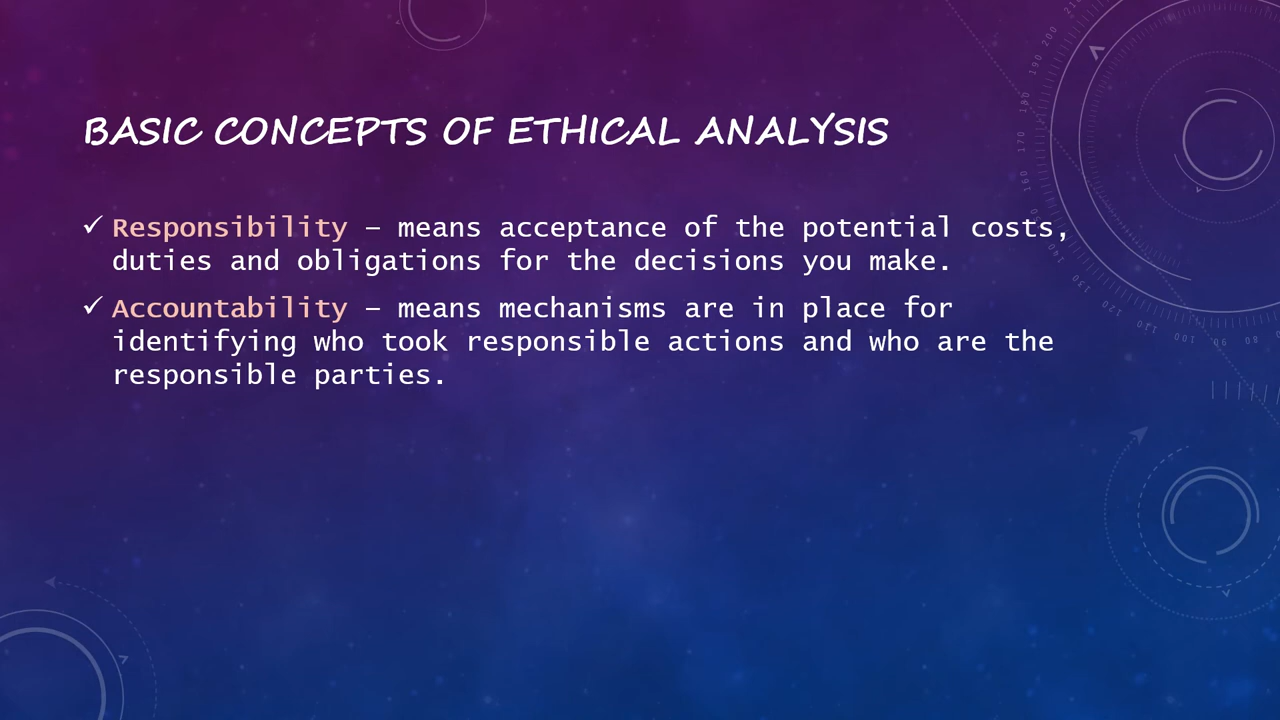 BASIC CONCEPTS OF ETHICAL ANALYSIS
✓ Responsibility – means acceptance of the potential costs,
duties and obligations for the decisions you make.
✓ Accountability – means mechanisms are in place for
identifying who took responsible actions and who are the
responsible parties.